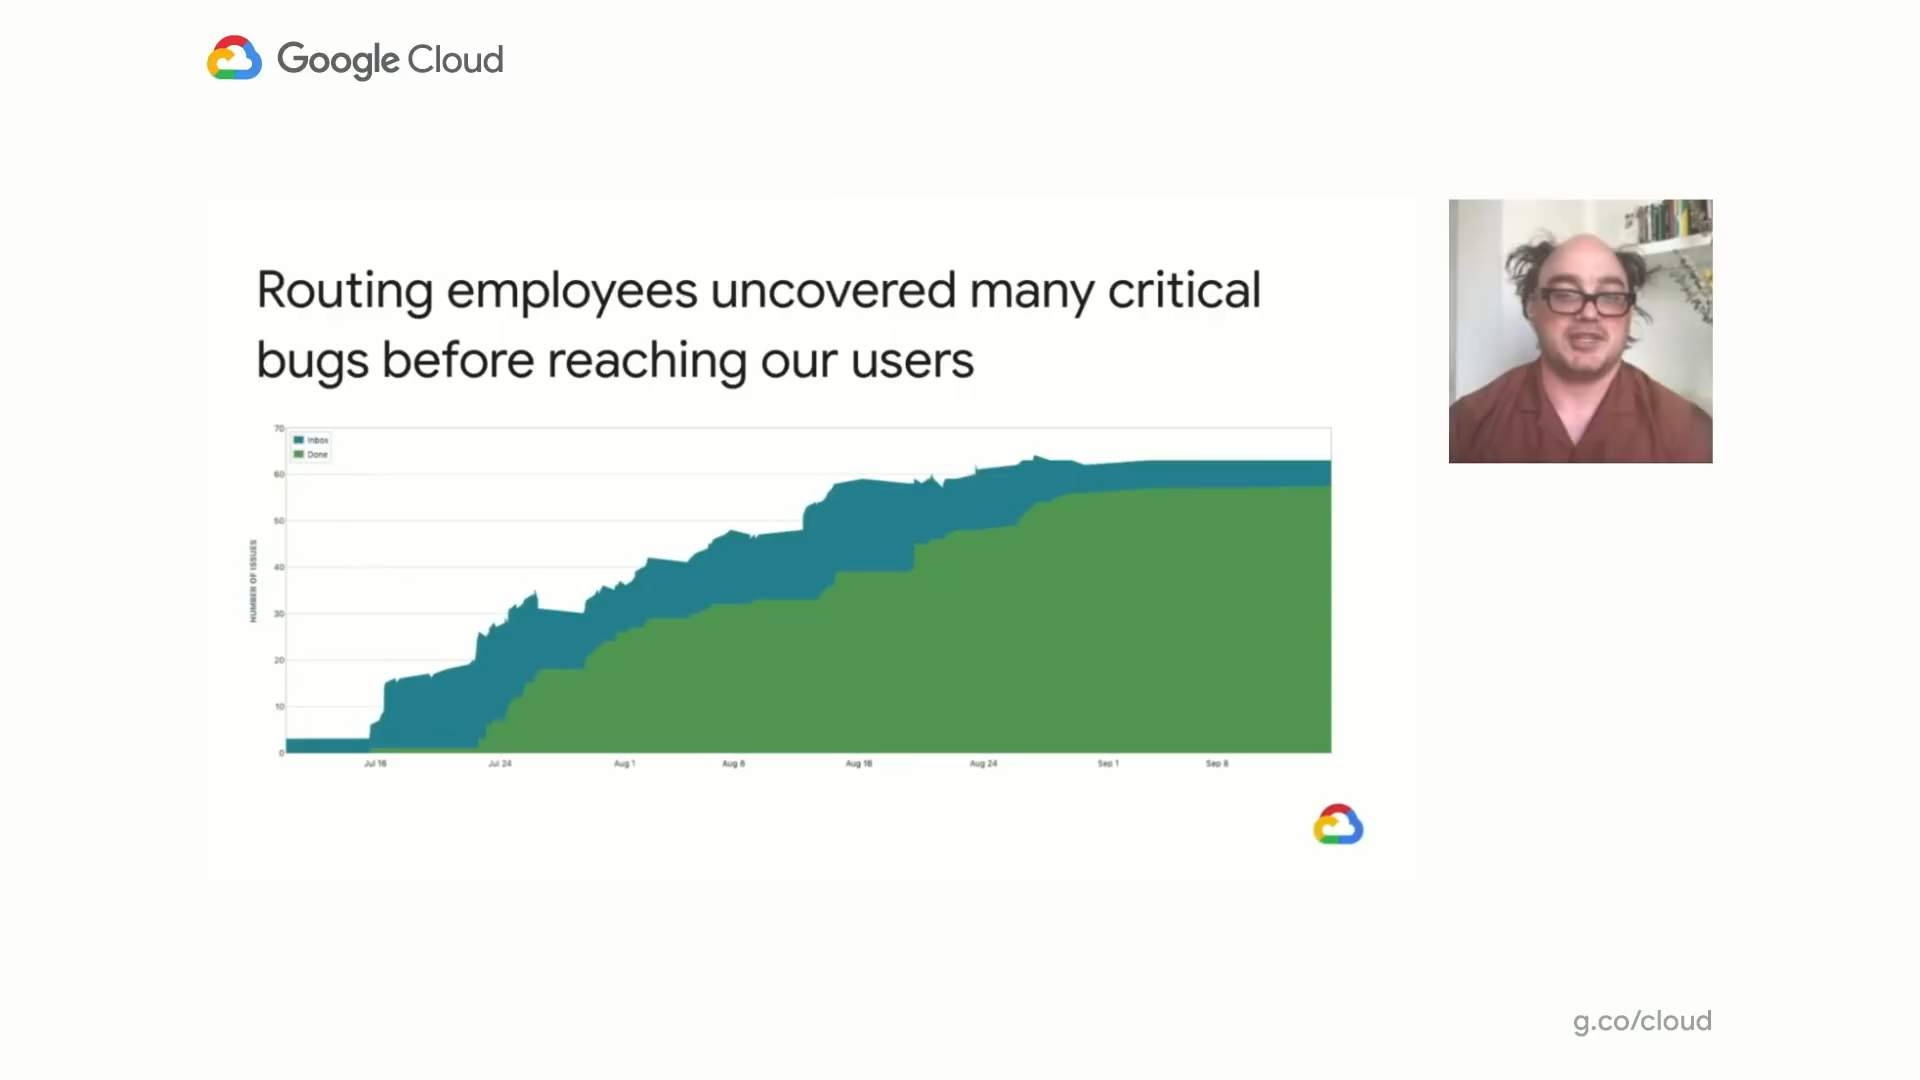 Google Cloud
Routing employees uncovered many critical
bugs before reaching our users
70
Inbox
Done
60
50
40
30
20
10
0
NUMBER OF ISSUES
Jul 16
Jul 24
Aug 1
Aug 8
Aug 16
Aug 24
Sep 1
Sep 8
g.co/cloud